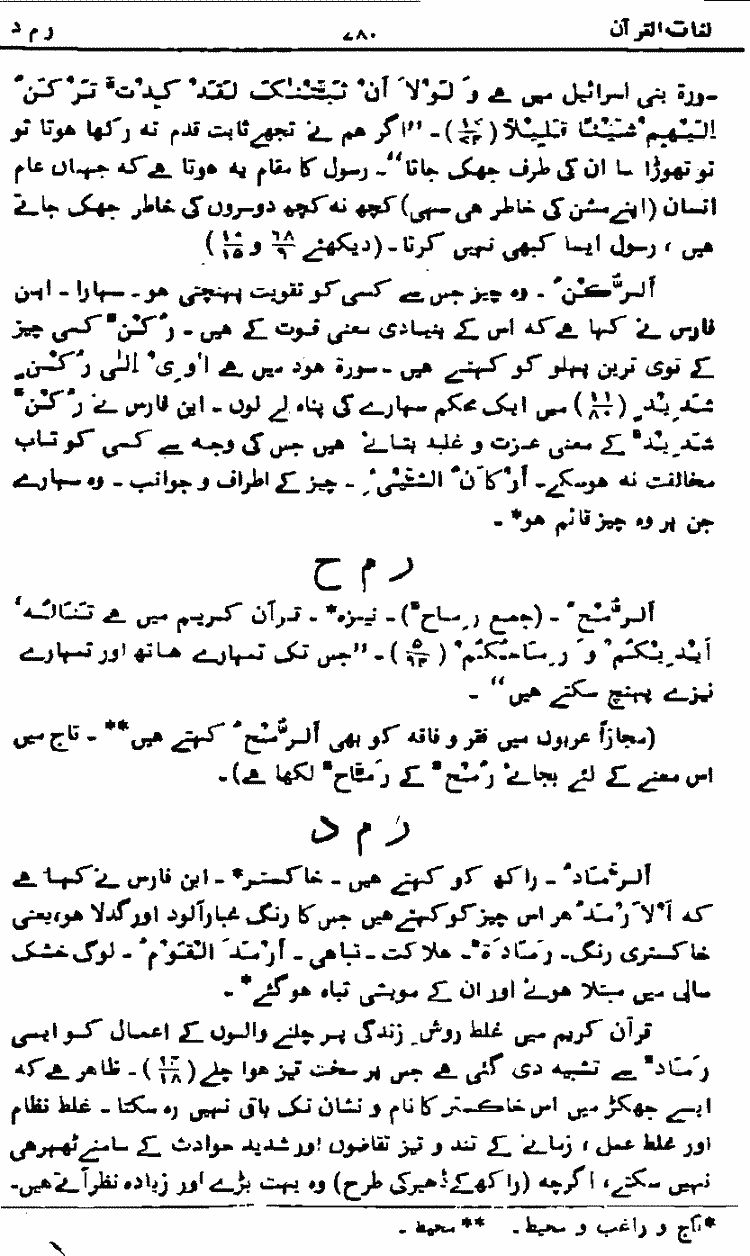 لغات القرآن ۷۸۰ ر م د
سورۃ بنی اسرائیل میں ہے وَ لَوْلَا اَنْ ثَبَّتْنٰکَ لَقَدْ کِدْتَّ تَرْکَنُ
اِلَیْہِمْ شَیْئًا قَلِیْلًا (۱۷/۷۴)۔ ”اگر ہم نے تجھے ثابت قدم نہ رکھا ہوتا تو
تو تھوڑا سا ان کی طرف جھک جاتا“۔ رسول کا مقام یہ ہوتا ہے کہ جہاں عام
انسان (اپنے مشن کی خاطر ہی سہی) کچھ نہ کچھ دوسروں کی خاطر جھک جاتے
ہیں ، رسول ایسا کبھی نہیں کرتا ۔ (دیکھئے ۶۸/۹ و ۱۰/۱۵)
اَلرُّکْنُ ۔ وہ چیز جس سے کسی کو تقویت پہنچتی ہو ۔ سہارا ۔ ابن
فارس نے کہا ہے کہ اس کے بنیادی معنی قوت کے ہیں ۔ رُکْنٌ کسی چیز
کے قوی ترین پہلو کو کہتے ہیں ۔ سورۃ ھود میں ہے اٰوِیْ اِلٰی رُکْنٍ
شَدِیْدٍ (۱۱/۸۰) میں ایک محکم سہارے کی پناہ لے لوں ۔ ابن فارس نے رُکْنٌ
شَدِیْدٌ کے معنی عزت و غلبہ بتائے ہیں جس کی وجہ سے کسی کو تاب
مخالفت نہ ہوسکے ۔ اَرْکَانُ الشَّیْئِ ۔ چیز کے اطراف و جوانب ۔ وہ سہارے
جن پر وہ چیز قائم ہو* ۔
ر م ح
اَلرُّمْحُ ۔ (جمع رِمَاحٌ) ۔ نیزہ* ۔ قرآن کریم میں ہے تَنَالُہٗ
اَیْدِیْکُمْ وَ رِمَاحُکُمْ (۵/۹۴) ۔ ”جس تک تمہارے ہاتھ اور تمہارے
نیزے پہنچ سکتے ہیں“ ۔
(مجازاً عربوں میں فقر و فاقہ کو بھی اَلرُّمْحُ کہتے ہیں** ۔ تاج میں
اس معنے کے لئے بجائے رُمْحٌ کے رَمَّاحٌ لکھا ہے) ۔
ر م د
اَلرَّمَادُ ۔ راکھ کو کہتے ہیں ۔ خاکستر* ۔ ابن فارس نے کہا ہے
کہ اَلْاَرْمَدُ ہر اس چیز کو کہتے ہیں جس کا رنگ غبار آلود اور گدلا ہو، یعنی
خاکستری رنگ ۔ رَمَادَۃٌ ۔ ہلاکت ۔ تباہی ۔ اَرْمَدَ الْقَوْمُ ۔ لوگ خشک
سالی میں مبتلا ہوئے اور ان کے مویشی تباہ ہوگئے* ۔
قرآن کریم میں غلط روشِ زندگی پر چلنے والوں کے اعمال کو ایسی
رَمَادٌ سے تشبیہ دی گئی ہے جس پر سخت تیز ہوا چلے (۱۴/۱۸) ۔ ظاہر ہے کہ
ایسے جھکڑ میں اس خاکستر کا نام و نشان تک باقی نہیں رہ سکتا ۔ غلط نظام
اور غلط عمل ، زمانے کے تند و تیز تقاضوں اور شدید حوادث کے سامنے ٹھہر ہی
نہیں سکتے ، اگرچہ (راکھ کے ڈھیر کی طرح) وہ بہت بڑے اور زیادہ نظر آتے ہیں ۔
*تاج و راغب و محیط ۔ **محیط ۔